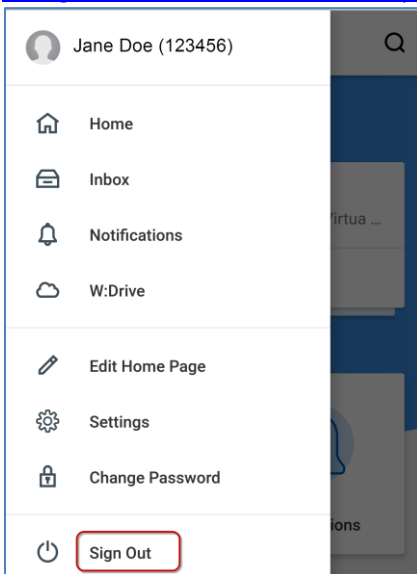 Jane Doe (123456)
Home
Inbox
Notifications
W:Drive
Edit Home Page
Settings
Change Password
Sign Out